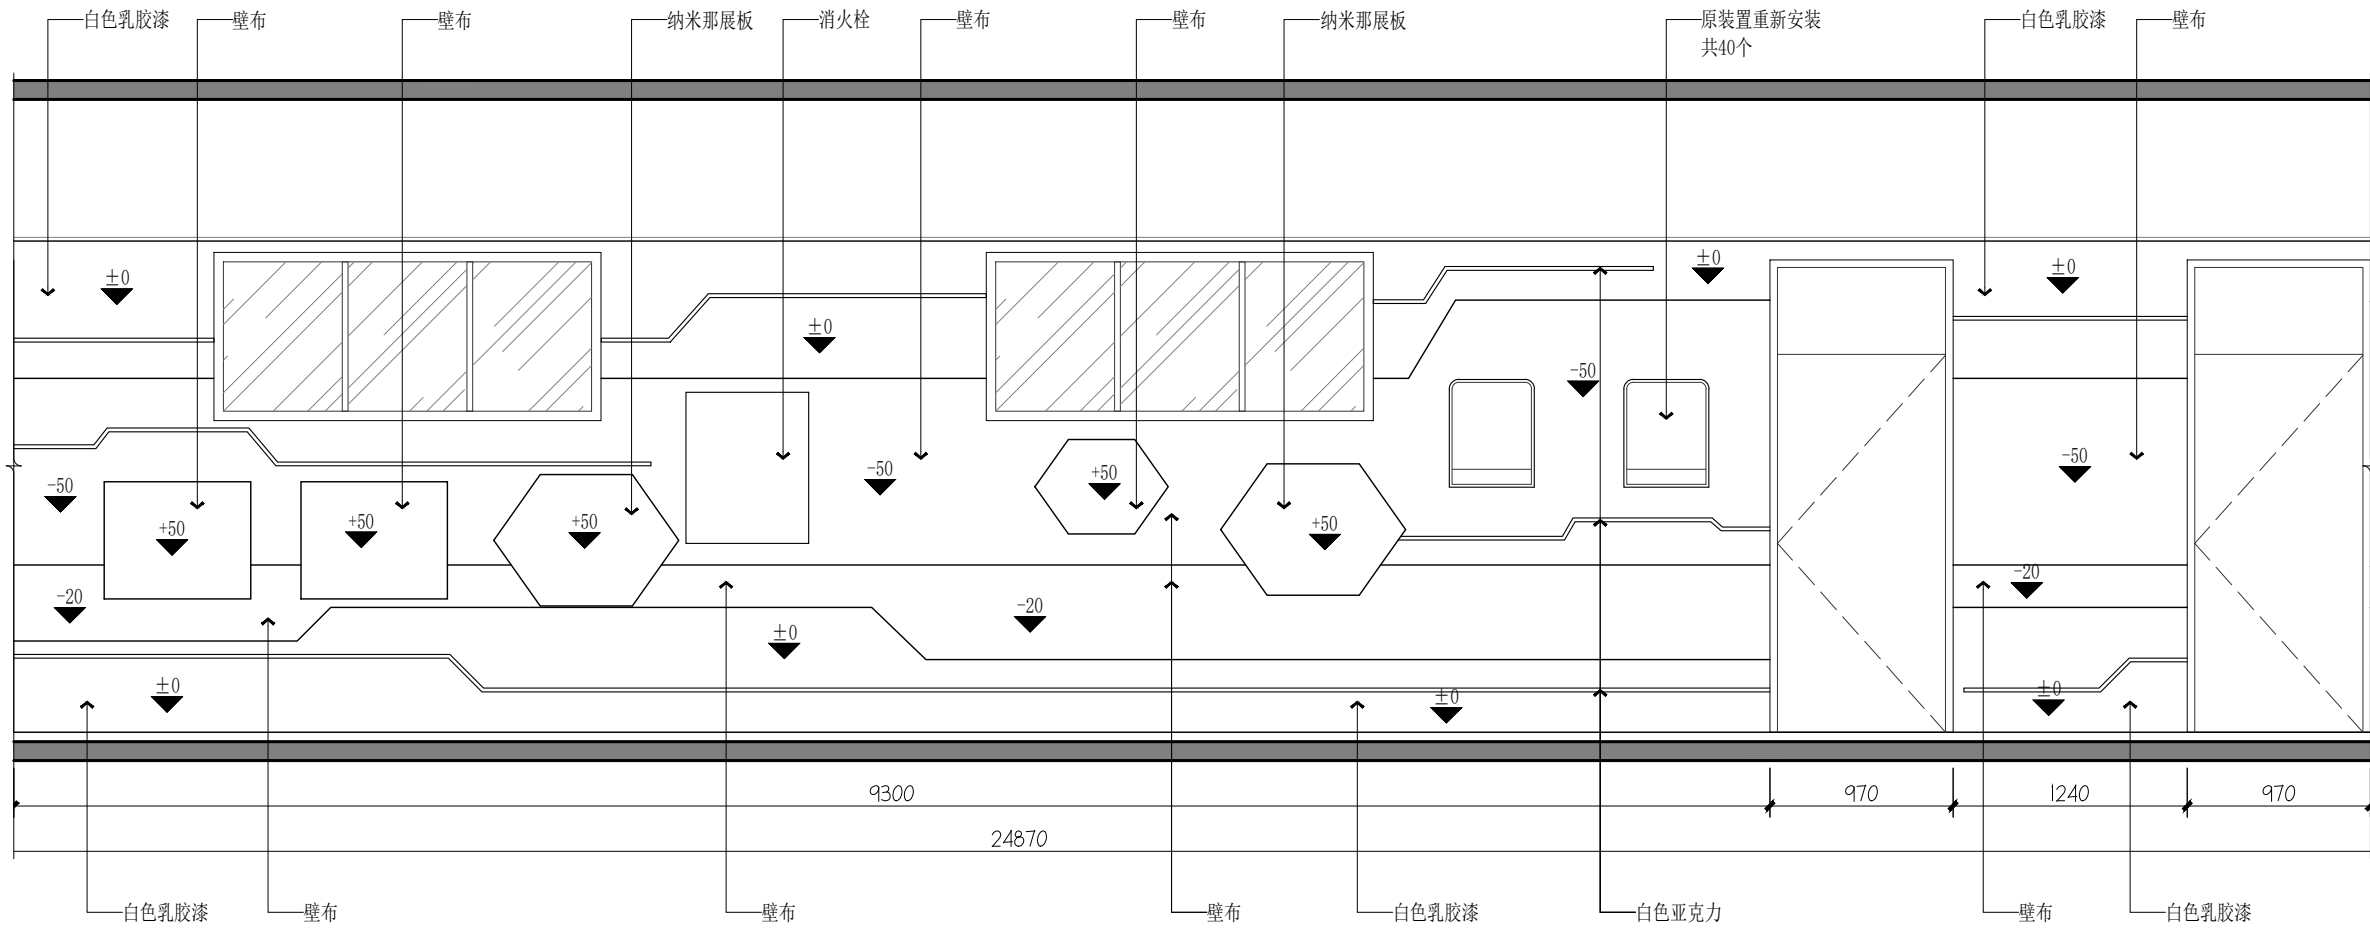 白色乳胶漆
壁布
壁布
纳米那展板
消火栓
壁布
壁布
纳米那展板
原装置重新安装
共40个
白色乳胶漆
壁布
±0
±0
±0
±0
-50
-50
-50
-50
+50
+50
+50
+50
+50
-20
-20
-20
±0
±0
±0
±0
9300
970
1240
970
24870
白色乳胶漆
壁布
壁布
壁布
白色乳胶漆
白色亚克力
壁布
白色乳胶漆